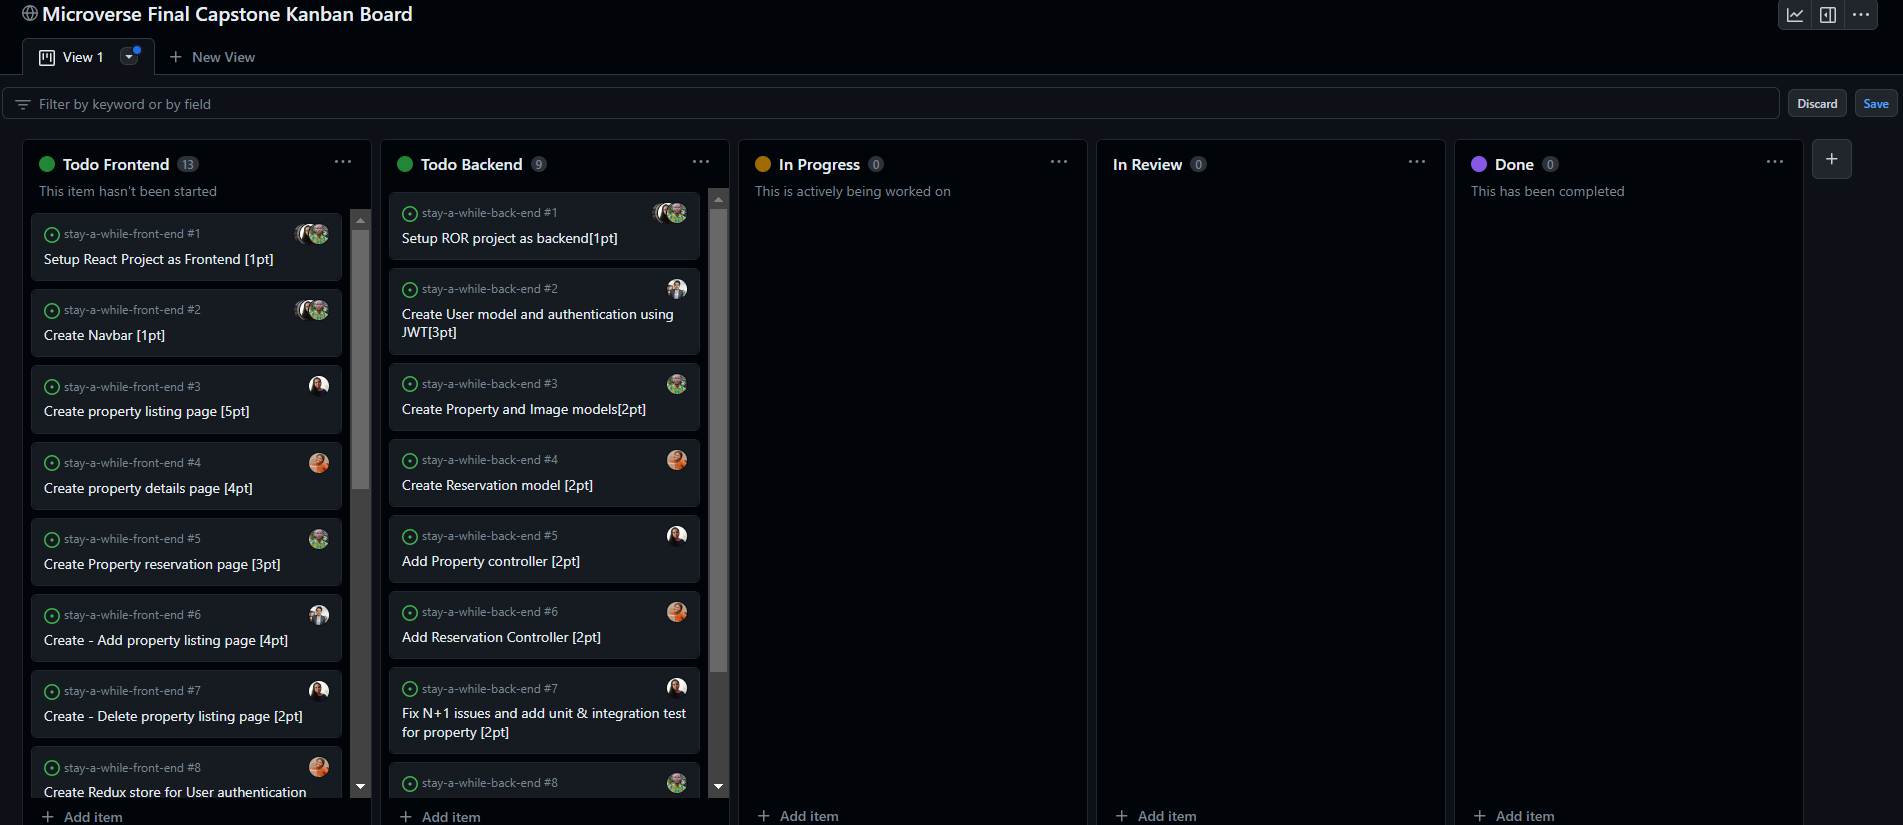 Microverse Final Capstone Kanban Board
View 1
New View
Filter by keyword or by field
Discard
Save
Todo Frontend 13
This item hasn't been started
stay-a-while-front-end #1
Setup React Project as Frontend [1pt]
stay-a-while-front-end #2
Create Navbar [1pt]
stay-a-while-front-end #3
Create property listing page [5pt]
stay-a-while-front-end #4
Create property details page [4pt]
stay-a-while-front-end #5
Create Property reservation page [3pt]
stay-a-while-front-end #6
Create - Add property listing page [4pt]
stay-a-while-front-end #7
Create - Delete property listing page [2pt]
stay-a-while-front-end #8
Create Redux store for User authentication
Add item
Todo Backend 9
stay-a-while-back-end #1
Setup ROR project as backend[1pt]
stay-a-while-back-end #2
Create User model and authentication using
JWT[3pt]
stay-a-while-back-end #3
Create Property and Image models[2pt]
stay-a-while-back-end #4
Create Reservation model [2pt]
stay-a-while-back-end #5
Add Property controller [2pt]
stay-a-while-back-end #6
Add Reservation Controller [2pt]
stay-a-while-back-end #7
Fix N+1 issues and add unit & integration test
for property [2pt]
stay-a-while-back-end #8
Add item
In Progress 0
This is actively being worked on
Add item
In Review 0
Add item
Done 0
This has been completed
Add item